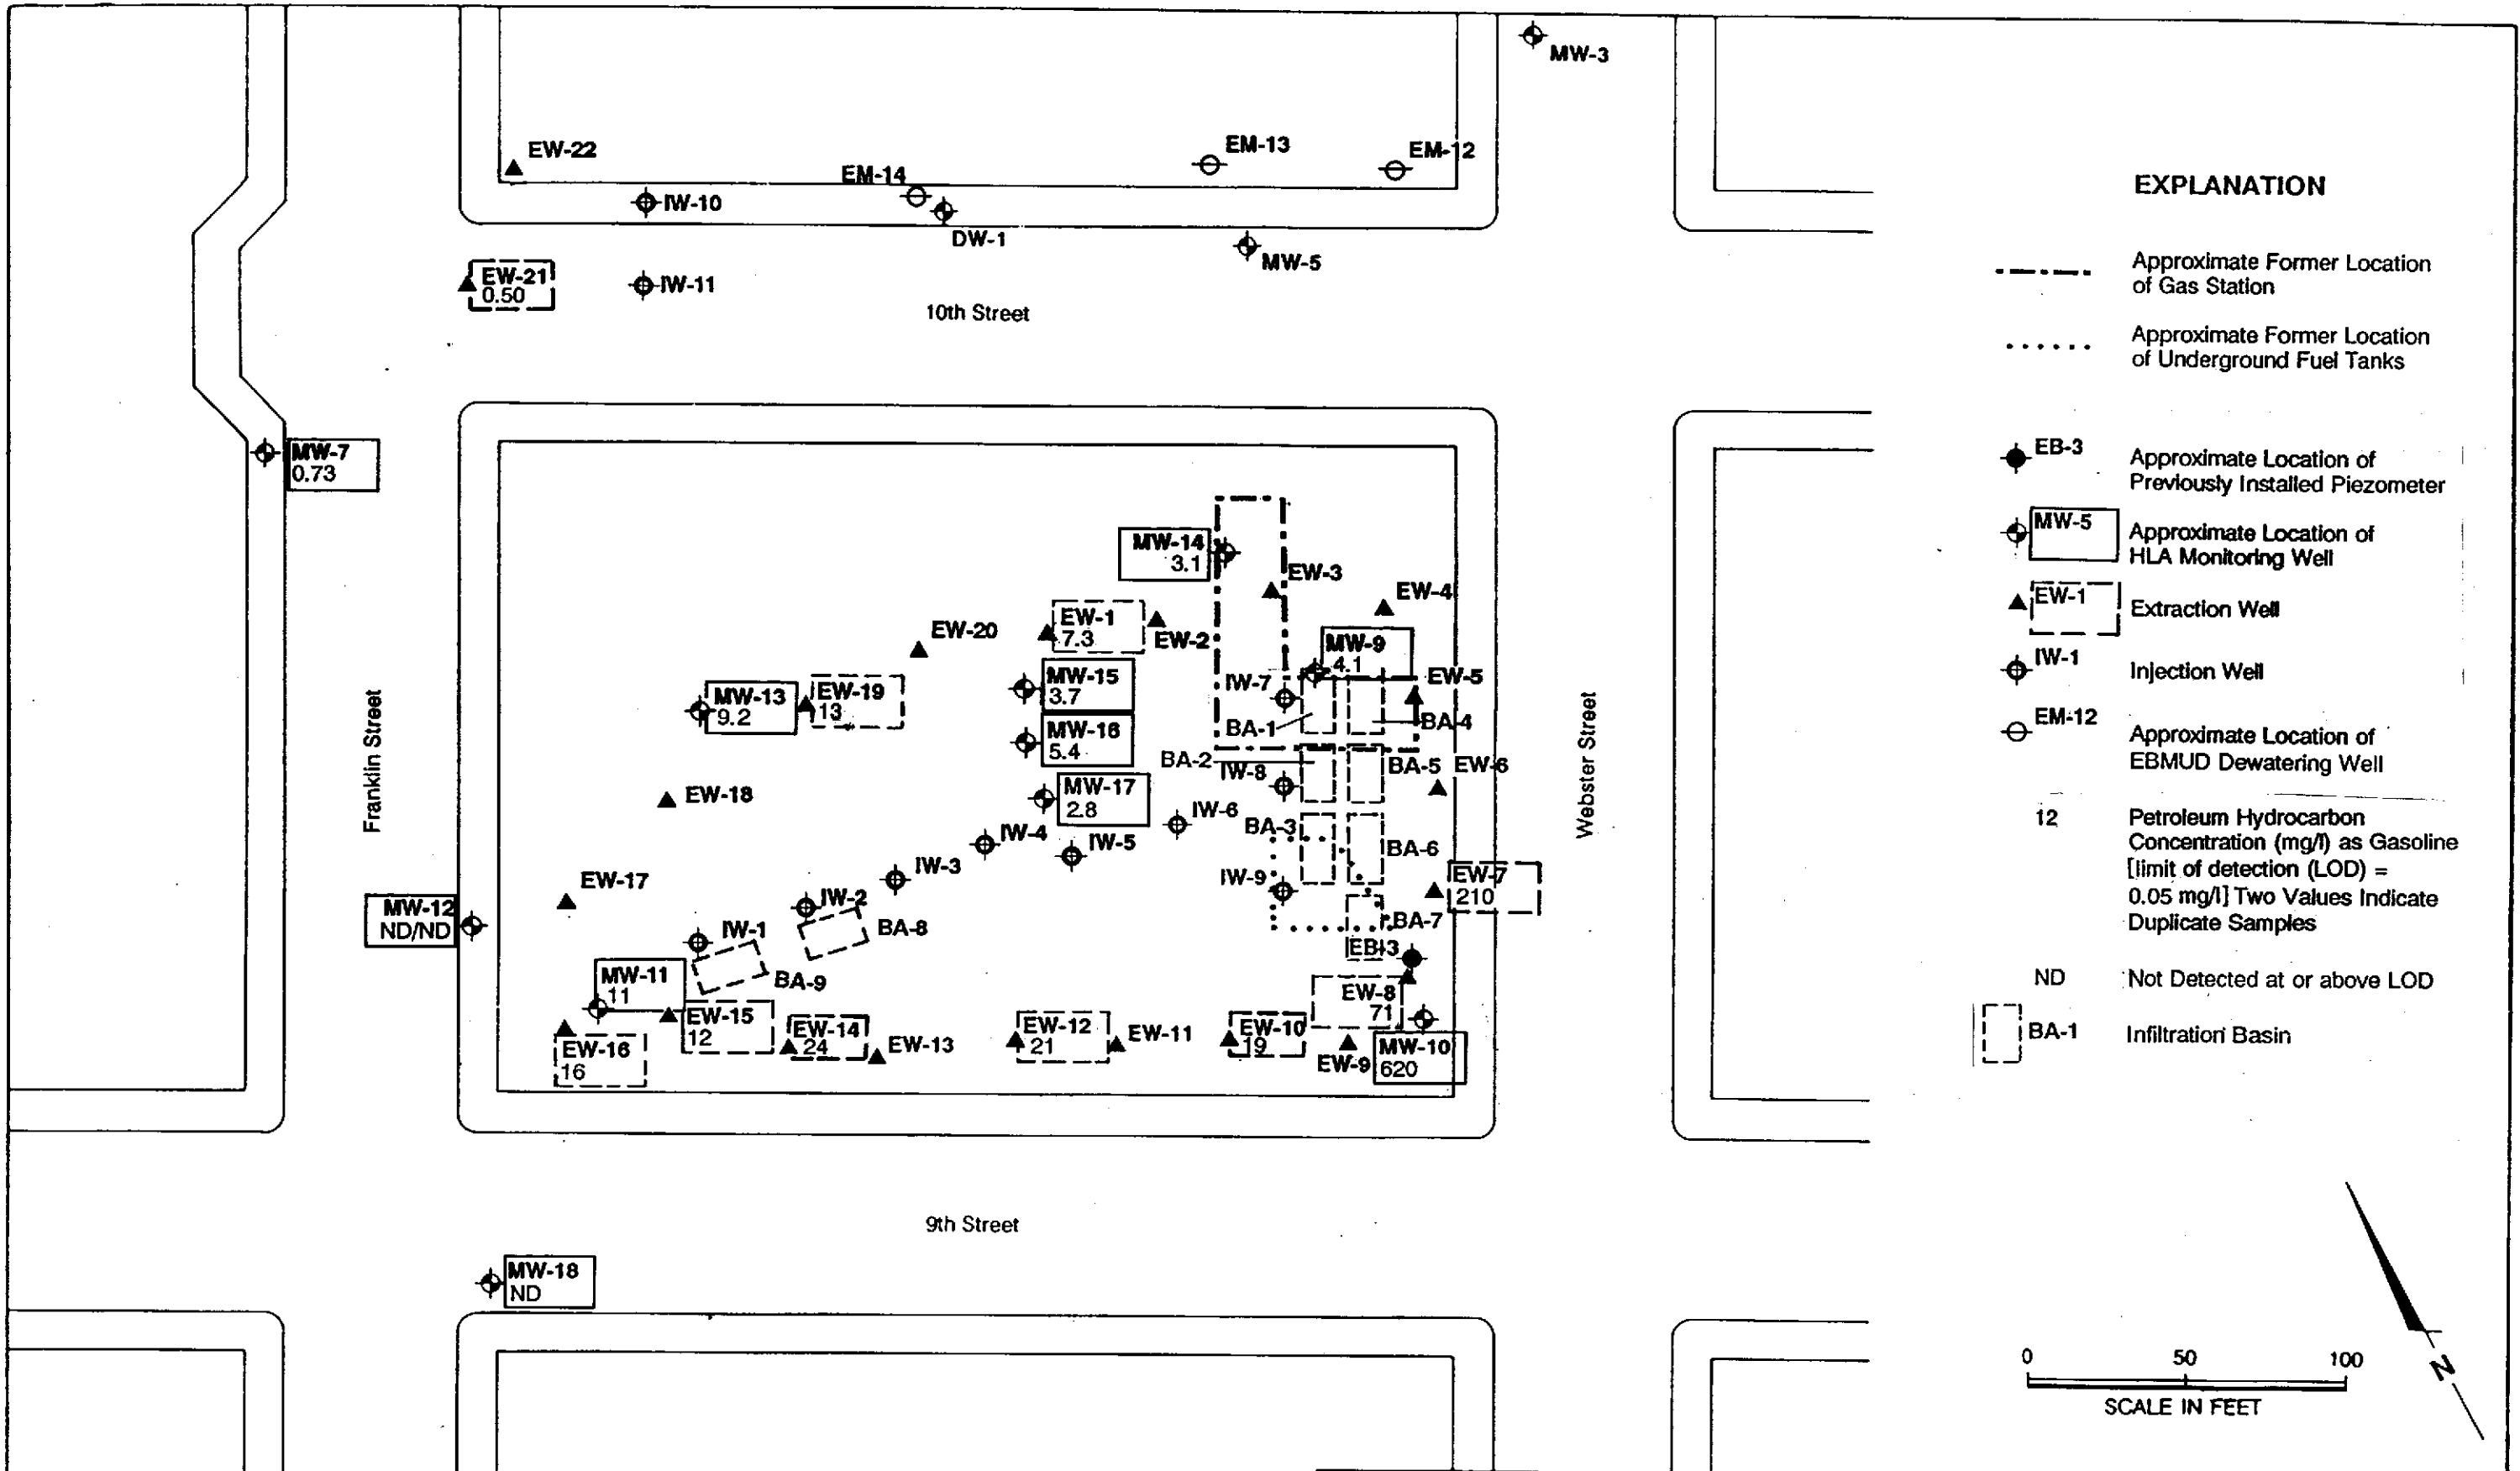 MW-3
EW-22
EM-14
EM-13
EM-12
IW-10
DW-1
MW-5
EW-21
0.50
IW-11
10th Street
MW-7
0.73
MW-14
3.1
EW-3
EW-4
EW-1
7.3
EW-2
EW-20
MW-9
4.1
MW-15
3.7
IW-7
EW-5
MW-13
9.2
EW-19
13
BA-1
BA-4
MW-16
5.4
BA-2
IW-8
BA-5
EW-6
Franklin Street
Webster Street
EW-18
MW-17
2.8
IW-6
IW-4
IW-5
BA-3
BA-6
IW-3
IW-9
EW-7
210
EW-17
IW-2
BA-8
BA-7
MW-12
ND/ND
IW-1
EB-3
BA-9
MW-11
11
EW-8
71
EW-15
12
EW-14
24
EW-13
EW-12
21
EW-11
EW-10
19
EW-9
MW-10
620
EW-16
16
9th Street
MW-18
ND
EXPLANATION
Approximate Former Location
of Gas Station
Approximate Former Location
of Underground Fuel Tanks
EB-3
Approximate Location of
Previously Installed Piezometer
MW-5
Approximate Location of
HLA Monitoring Well
EW-1
Extraction Well
IW-1
Injection Well
EM-12
Approximate Location of
EBMUD Dewatering Well
12
Petroleum Hydrocarbon
Concentration (mg/l) as Gasoline
[limit of detection (LOD) =
0.05 mg/l] Two Values Indicate
Duplicate Samples
ND
Not Detected at or above LOD
BA-1
Infiltration Basin
N
0 50 100
SCALE IN FEET